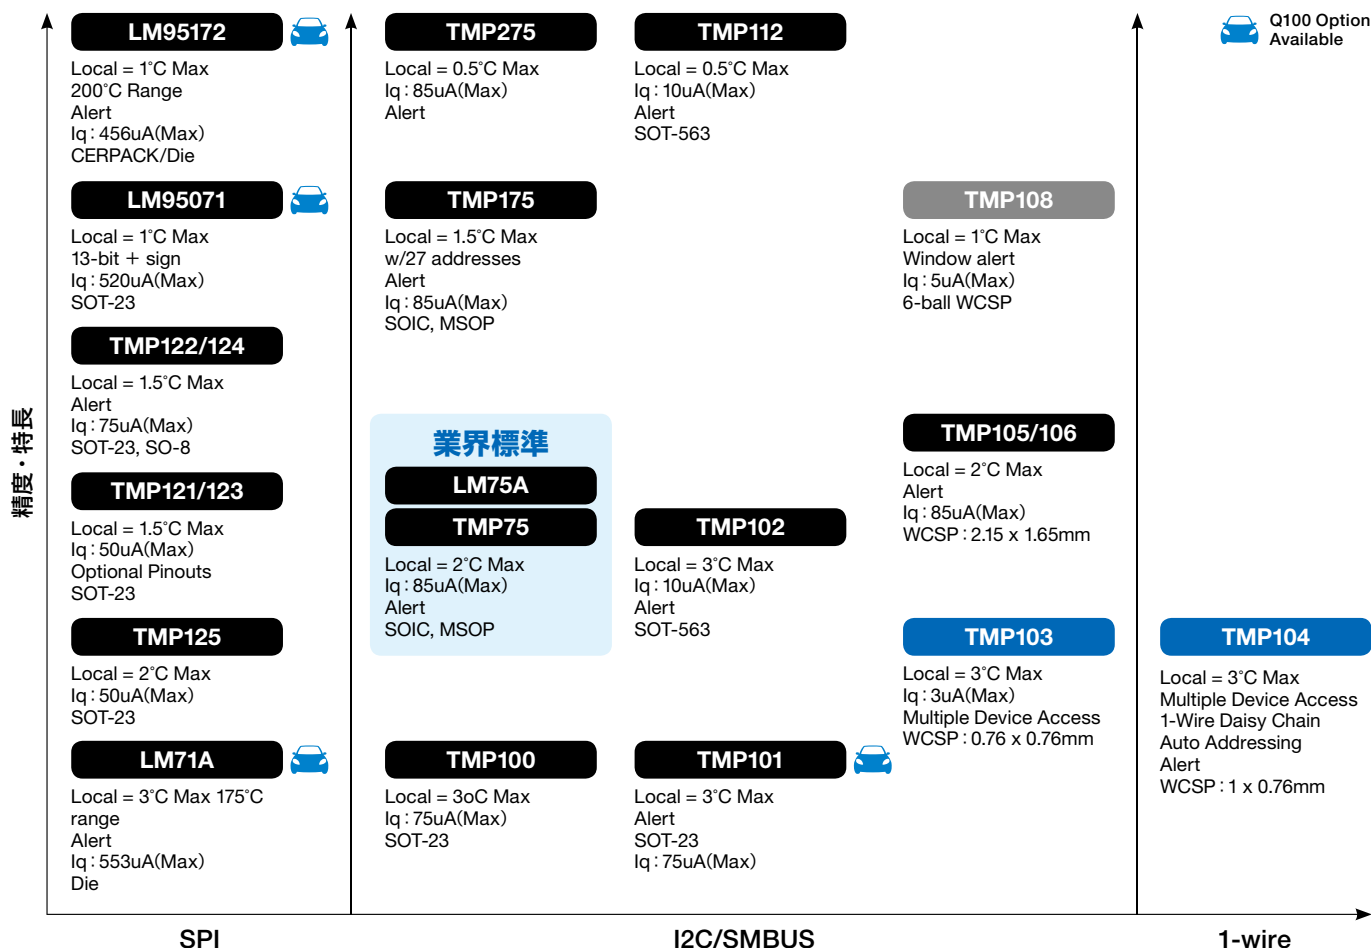 Q100 Option
Available
精度・特長
LM95172
Local = 1°C Max
200°C Range
Alert
Iq : 456uA(Max)
CERPACK/Die
LM95071
Local = 1°C Max
13-bit + sign
Iq : 520uA(Max)
SOT-23
TMP122/124
Local = 1.5°C Max
Alert
Iq : 75uA(Max)
SOT-23, SO-8
TMP121/123
Local = 1.5°C Max
Iq : 50uA(Max)
Optional Pinouts
SOT-23
TMP125
Local = 2°C Max
Iq : 50uA(Max)
SOT-23
LM71A
Local = 3°C Max 175°C
range
Alert
Iq : 553uA(Max)
Die
SPI
TMP275
Local = 0.5°C Max
Iq : 85uA(Max)
Alert
TMP175
Local = 1.5°C Max
w/27 addresses
Alert
Iq : 85uA(Max)
SOIC, MSOP
業界標準
LM75A
TMP75
Local = 2°C Max
Iq : 85uA(Max)
Alert
SOIC, MSOP
TMP100
Local = 3oC Max
Iq : 75uA(Max)
SOT-23
TMP112
Local = 0.5°C Max
Iq : 10uA(Max)
Alert
SOT-563
TMP102
Local = 3°C Max
Iq : 10uA(Max)
Alert
SOT-563
TMP101
Local = 3°C Max
Alert
SOT-23
Iq : 75uA(Max)
TMP108
Local = 1°C Max
Window alert
Iq : 5uA(Max)
6-ball WCSP
TMP105/106
Local = 2°C Max
Alert
Iq : 85uA(Max)
WCSP : 2.15 x 1.65mm
TMP103
Local = 3°C Max
Iq : 3uA(Max)
Multiple Device Access
WCSP : 0.76 x 0.76mm
I2C/SMBUS
TMP104
Local = 3°C Max
Multiple Device Access
1-Wire Daisy Chain
Auto Addressing
Alert
WCSP : 1 x 0.76mm
1-wire